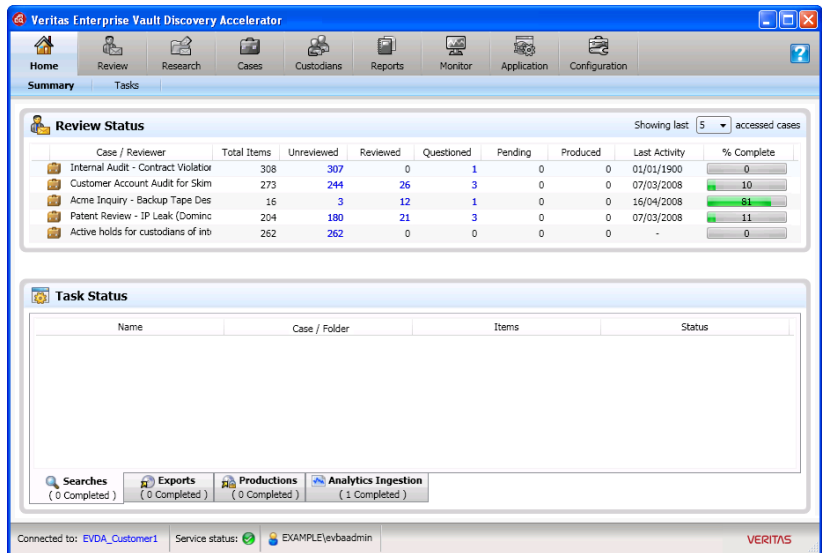 Veritas Enterprise Vault Discovery Accelerator
Home Review Research Cases Custodians Reports Monitor Application Configuration ?
Summary Tasks
Review Status Showing last 5 accessed cases
Case / Reviewer Total Items Unreviewed Reviewed Questioned Pending Produced Last Activity % Complete
Internal Audit - Contract Violation 308 307 0 1 0 0 01/01/1900 0
Customer Account Audit for Skim 273 244 26 3 0 0 07/03/2008 10
Acme Inquiry - Backup Tape Des 16 3 12 1 0 0 16/04/2008 81
Patent Review - IP Leak (Dominc 204 180 21 3 0 0 07/03/2008 11
Active holds for custodians of int 262 262 0 0 0 0 - 0
Task Status
Name Case / Folder Items Status
Searches Exports Productions Analytics Ingestion
( 0 Completed ) ( 0 Completed ) ( 0 Completed ) ( 1 Completed )
Connected to: EVDA_Customer1 Service status: EXAMPLE\evbaadmin VERITAS